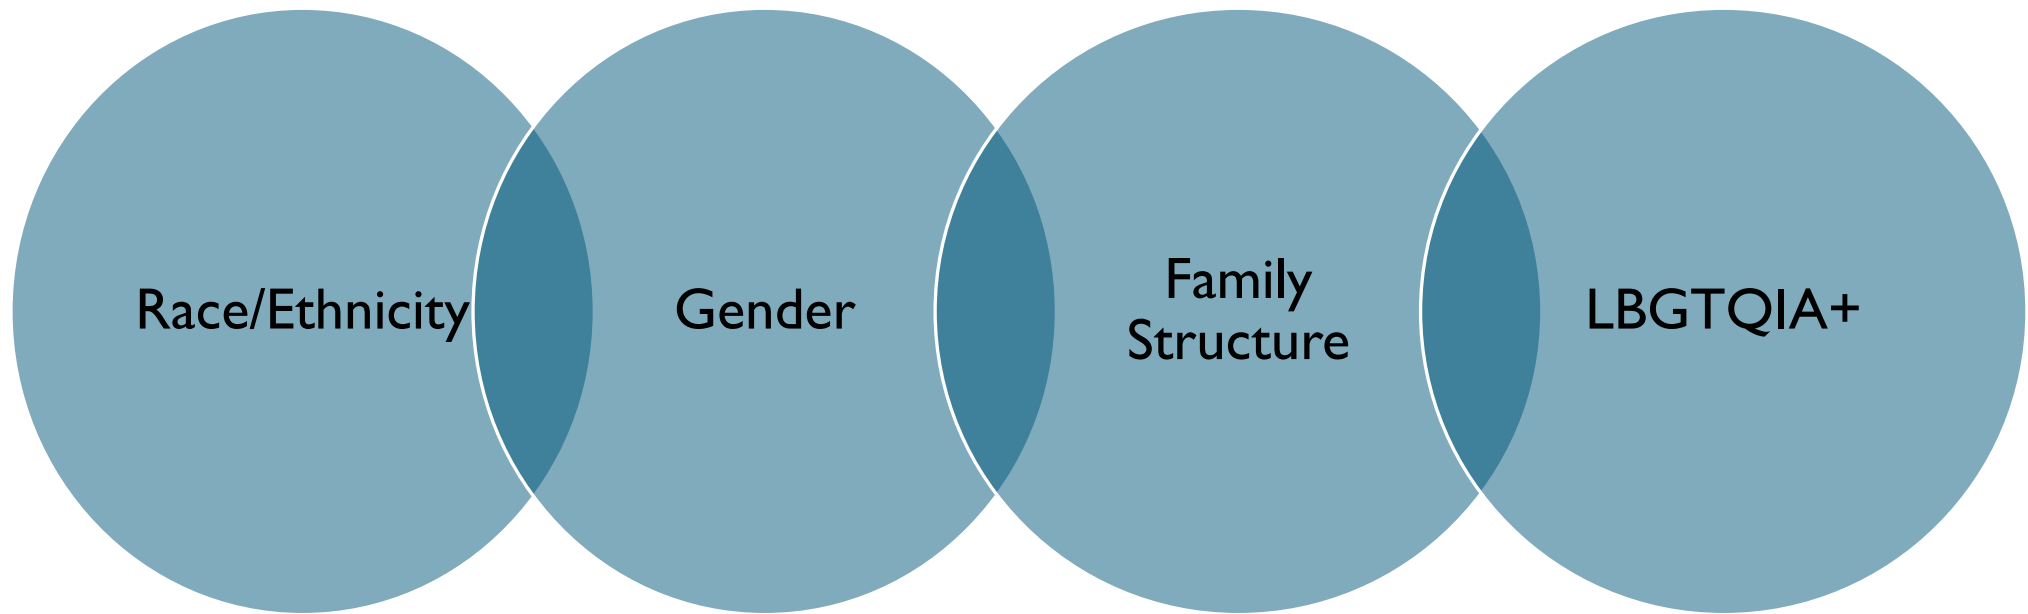 Race/Ethnicity
Gender
Family
Structure
LBGTQIA+